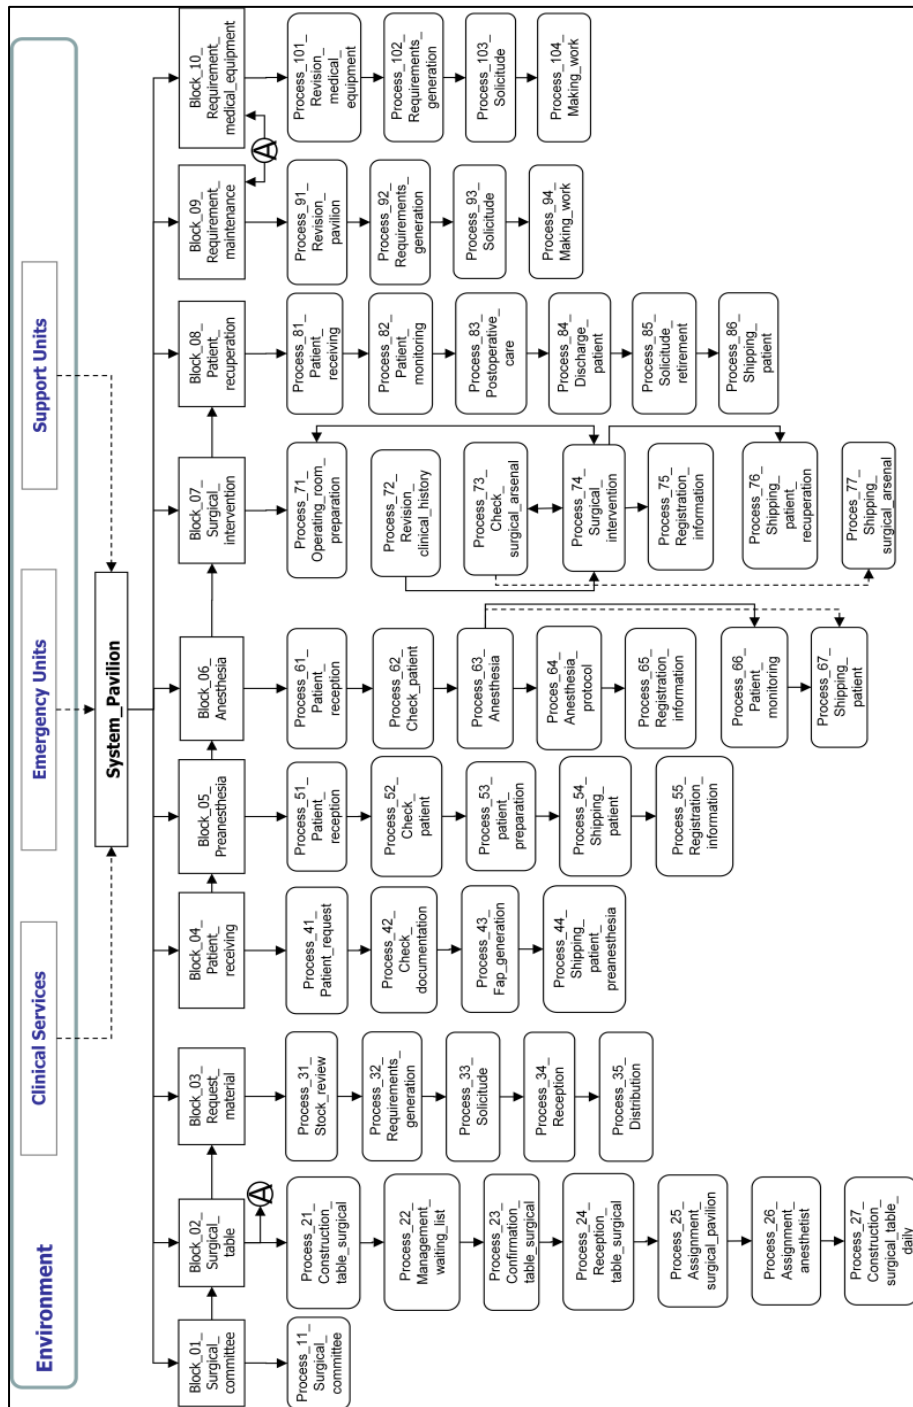 Environment
Clinical Services
Emergency Units
Support Units
System_Pavilion
Block_01_
Surgical_
committee
Block_02_
Surgical_
table
Block_03_
Request_
material
Block_04_
Patient_
receiving
Block_05_
Preanesthesia
Block_06_
Anesthesia
Block_07_
Surgical_
intervention
Block_08_
Patient_
recuperation
Block_09_
Requirement_
maintenance
Block_10_
Requirement_
medical_equipment
A
A
Process_11_
Surgical_
committee
Process_21_
Construction_
table_surgical
Process_22_
Management_
waiting_list
Process_23_
Confirmation_
table_surgical
Process_24_
Reception_
table_surgical
Process_25_
Assignment_
surgical_pavilion
Process_26_
Assignment_
anesthetist
Process_27_
Construction_
surgical_table_
daily
Process_31_
Stock_review
Process_32_
Requirements_
generation
Process_33_
Solicitude
Process_34_
Reception
Process_35_
Distribution
Process_41_
Patient_request
Process_42_
Check_
documentation
Process_43_
Fap_generation
Process_44_
Shipping_
patient_
preanesthesia
Process_51_
Patient_
reception
Process_52_
Check_
patient
Process_53_
patient_
preparation
Process_54_
Shipping_
patient
Process_55_
Registration_
information
Process_61_
Patient_
reception
Process_62_
Check_patient
Process_63_
Anesthesia
Proces_64_
Anesthesia_
protocol
Process_65_
Registration_
information
Process_66_
Patient_
monitoring
Process_67_
Shipping_
patient
Process_71_
Operating_room_
preparation
Process_72_
Revision_
clinical_history
Process_73_
Check_
surgical_arsenal
Process_74_
Surgical_
intervention
Process_75_
Registration_
information
Process_76_
Shipping_
patient_
recuperation
Proces_77_
Shipping_
surgical_arsenal
Process_81_
Patient_
receiving
Process_82_
Patient_
monitoring
Process_83_
Postoperative_
care
Process_84_
Discharge_
patient
Process_85_
Solicitude_
retirement
Process_86_
Shipping_
patient
Process_91_
Revision_
pavilion
Process_92_
Requirements_
generation
Process_93_
Solicitude
Process_94_
Making_work
Process_101_
Revision_
medical_
equipment
Process_102_
Requirements_
generation
Process_103_
Solicitude
Process_104_
Making_work